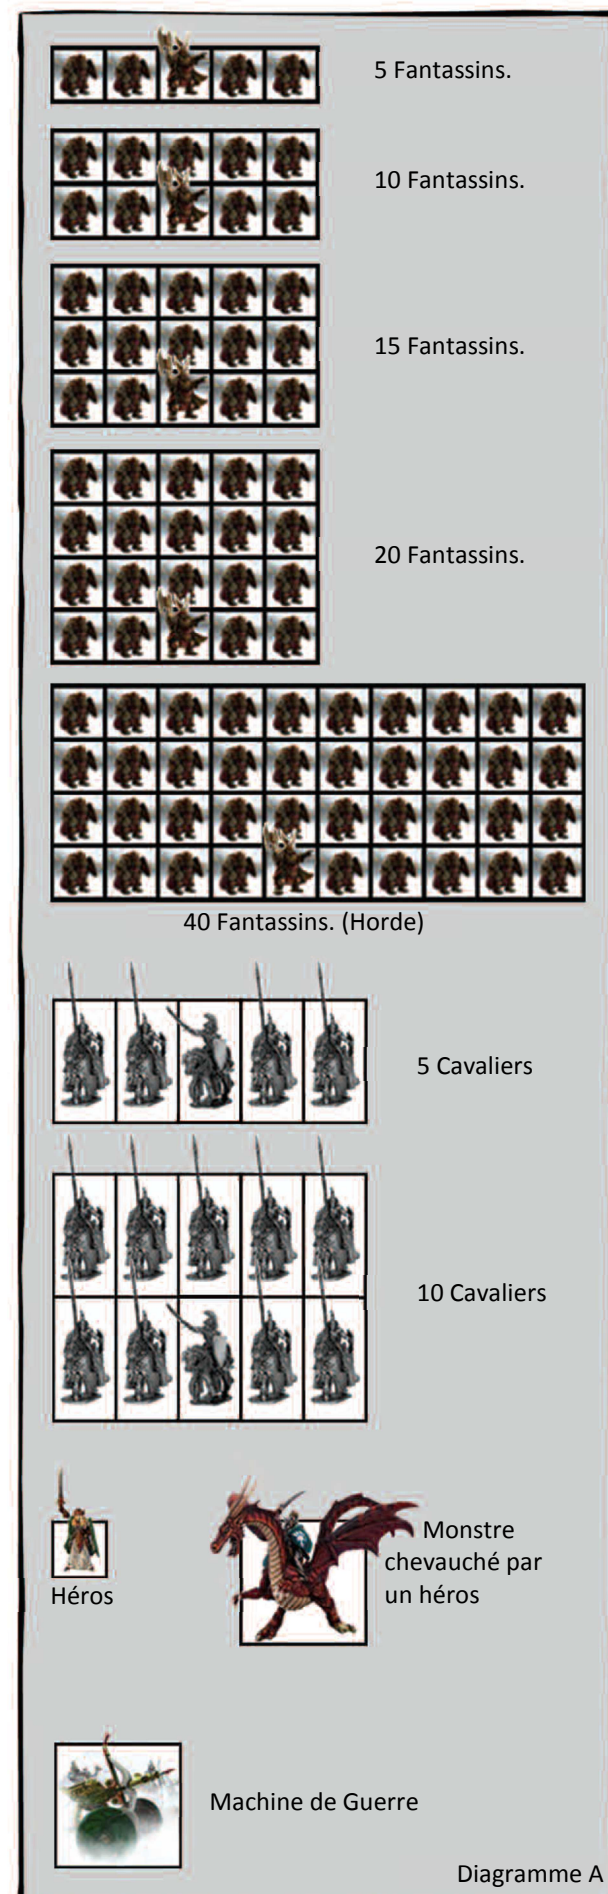 5 Fantassins.
10 Fantassins.
15 Fantassins.
20 Fantassins.
40 Fantassins. (Horde)
5 Cavaliers
10 Cavaliers
Héros
Monstre
chevauché par
un héros
Machine de Guerre
Diagramme A